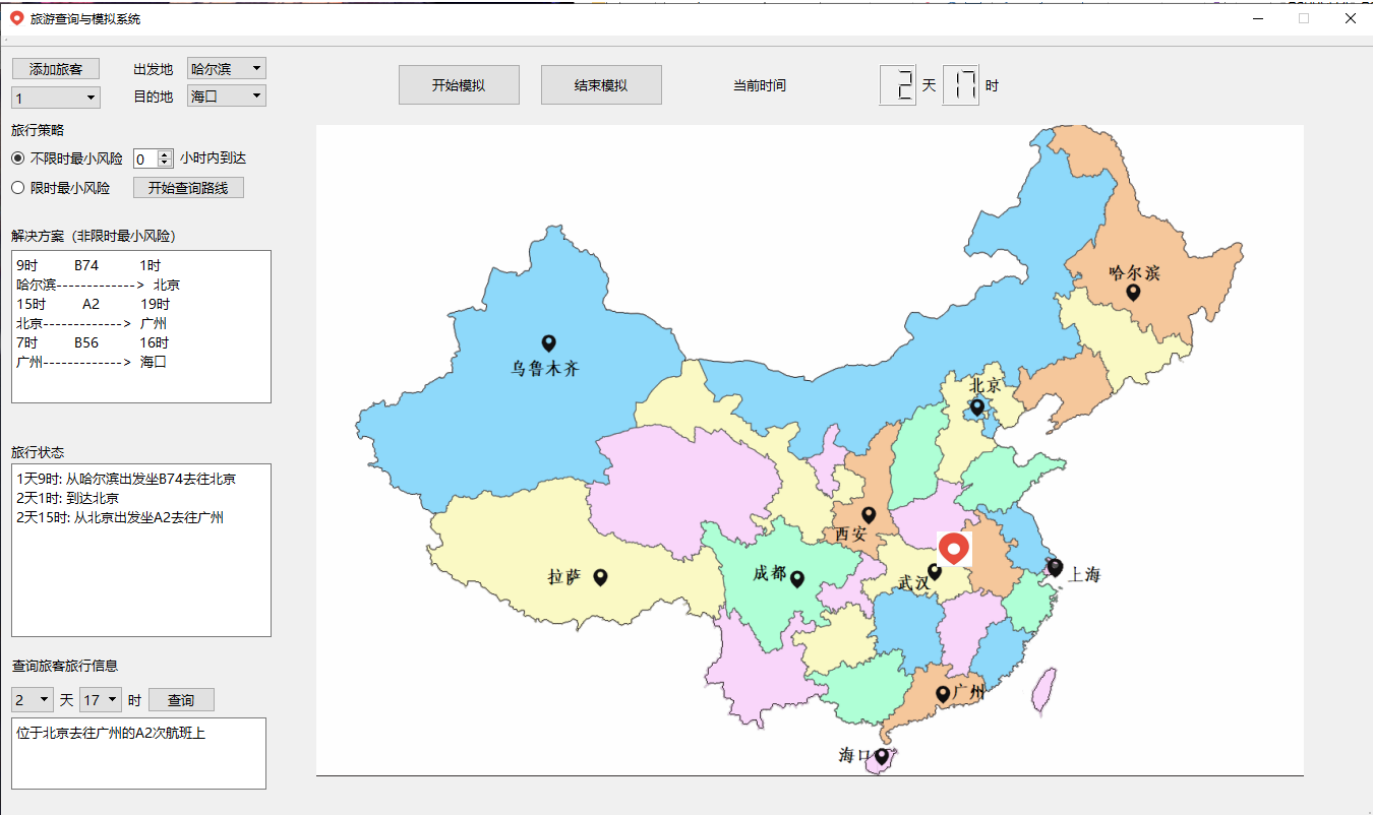 旅游查询与模拟系统
添加旅客 出发地 哈尔滨
1 目的地 海口
开始模拟 结束模拟 当前时间 2 天 17 时
旅行策略
不限时最小风险 0 小时内到达
限时最小风险 开始查询路线
解决方案（非限时最小风险）
9时 B74 1时
哈尔滨-------------> 北京
15时 A2 19时
北京-------------> 广州
7时 B56 16时
广州-------------> 海口
旅行状态
1天9时: 从哈尔滨出发坐B74去往北京
2天1时: 到达北京
2天15时: 从北京出发坐A2去往广州
查询旅客旅行信息
2 天 17 时 查询
位于北京去往广州的A2次航班上
哈尔滨
乌鲁木齐
北京
西安
拉萨
成都
武汉
上海
广州
海口